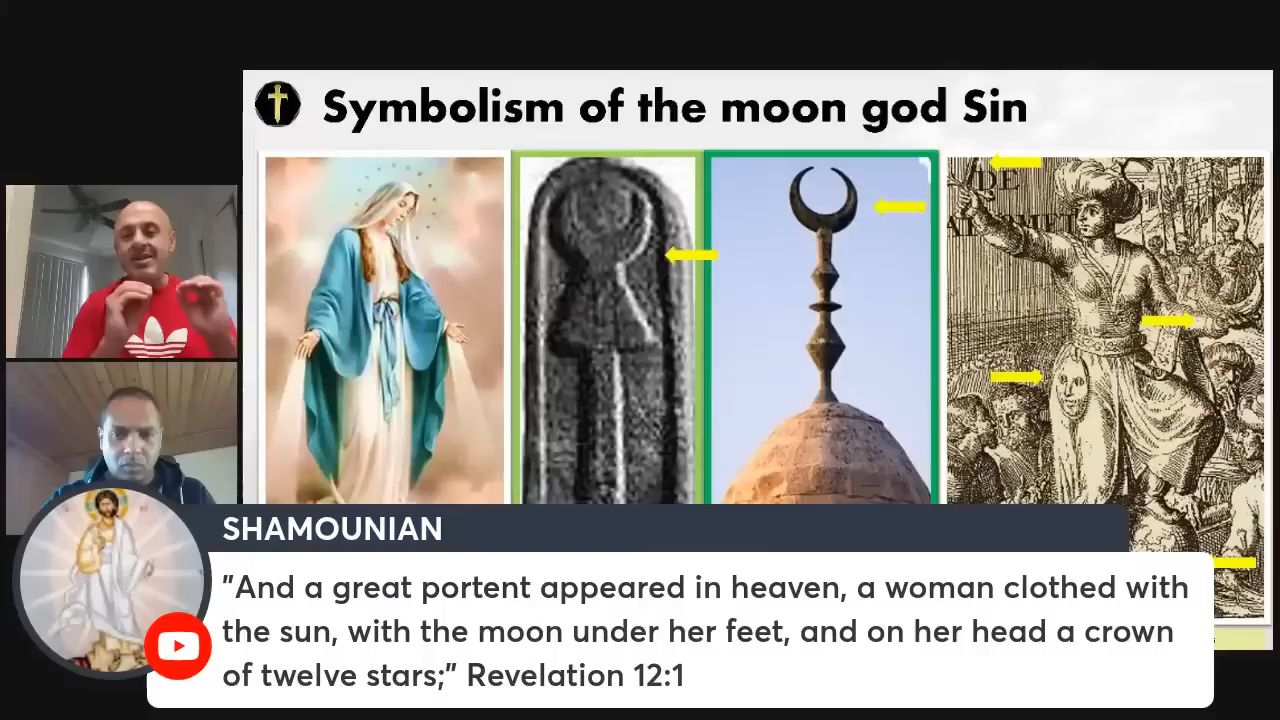 Symbolism of the moon god Sin
DE
SHAMOUNIAN
"And a great portent appeared in heaven, a woman clothed with
the sun, with the moon under her feet, and on her head a crown
of twelve stars;" Revelation 12:1